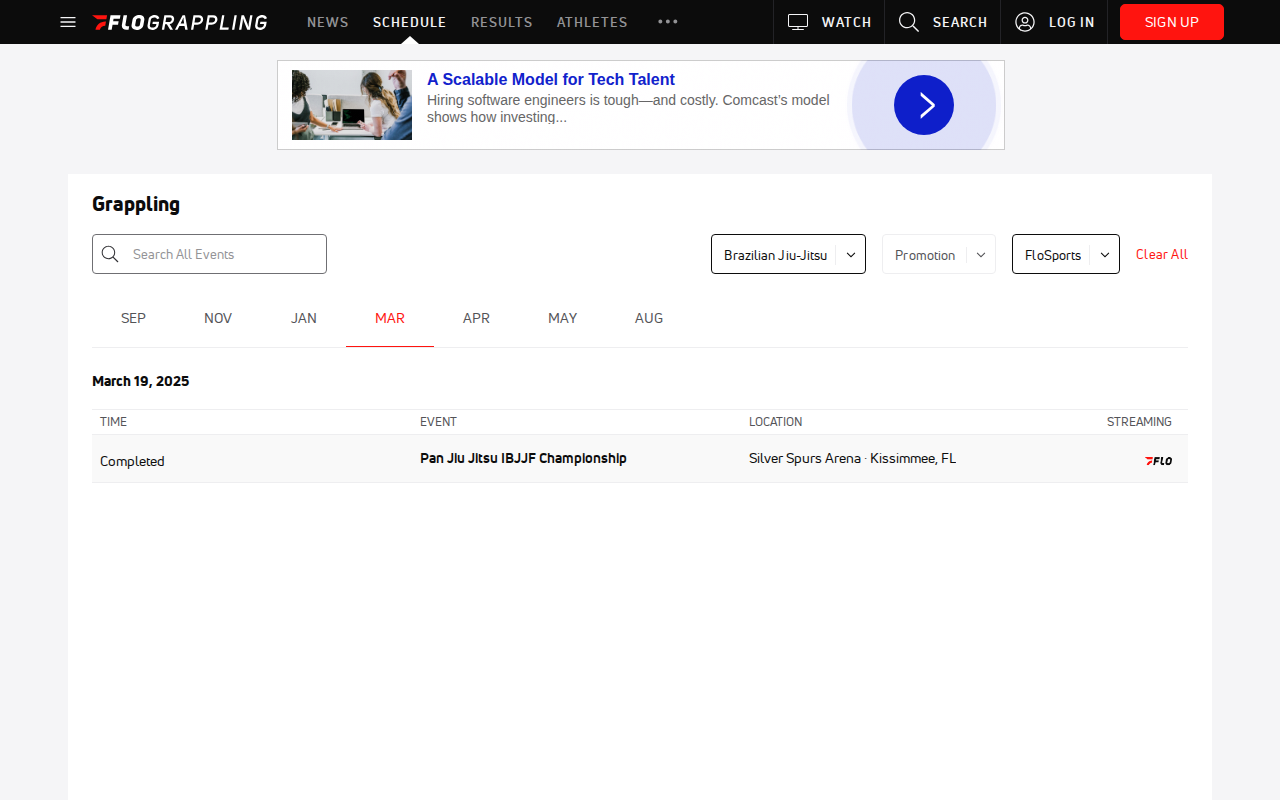 FLOGRAPPLING
NEWS
SCHEDULE
RESULTS
ATHLETES
WATCH
SEARCH
LOG IN
SIGN UP
A Scalable Model for Tech Talent
Hiring software engineers is tough—and costly. Comcast's model
shows how investing...
Grappling
Search All Events
Brazilian Jiu-Jitsu
Promotion
FloSports
Clear All
SEP
NOV
JAN
MAR
APR
MAY
AUG
March 19, 2025
TIME
EVENT
LOCATION
STREAMING
Completed
Pan Jiu Jitsu IBJJF Championship
Silver Spurs Arena · Kissimmee, FL
FLO